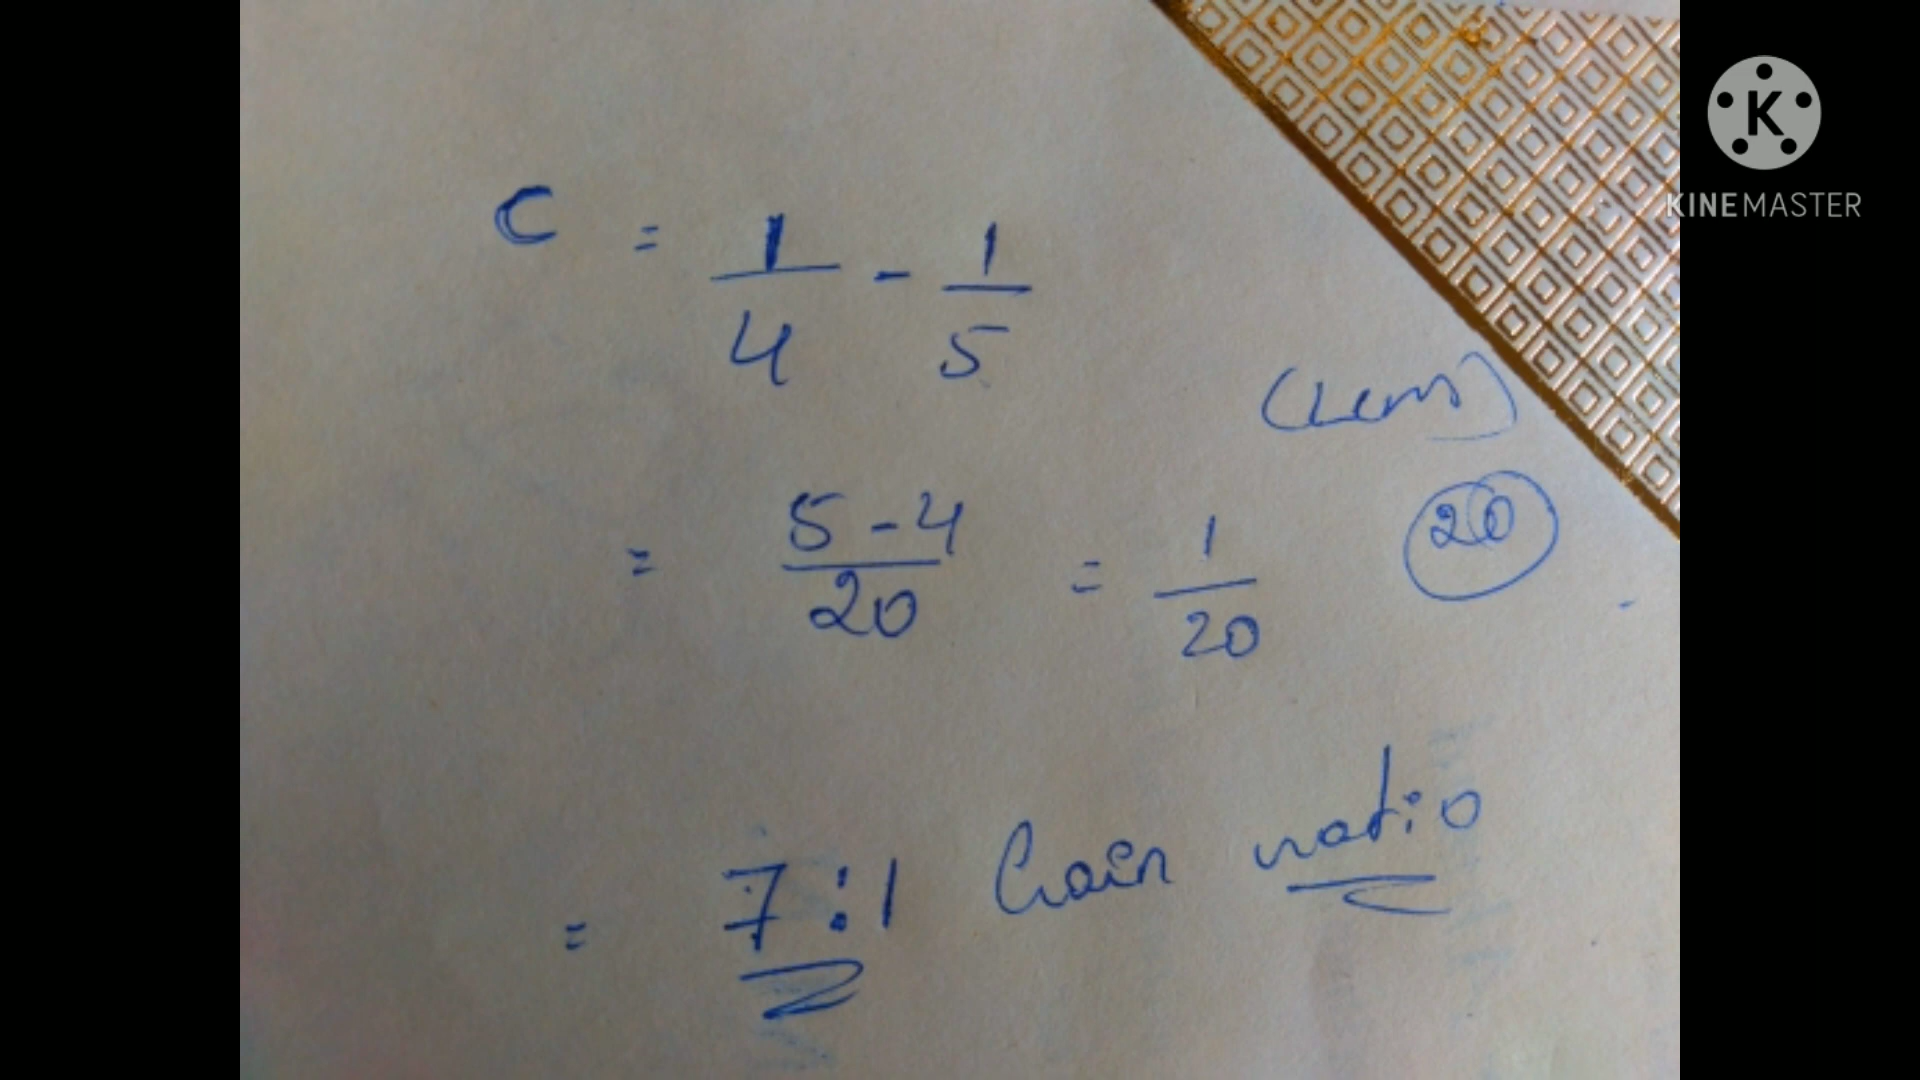 C = 1/4 - 1/5
(Lcm)
= 5-4/20 = 1/20
20
= 7:1 Gain ratio
K
KINEMASTER